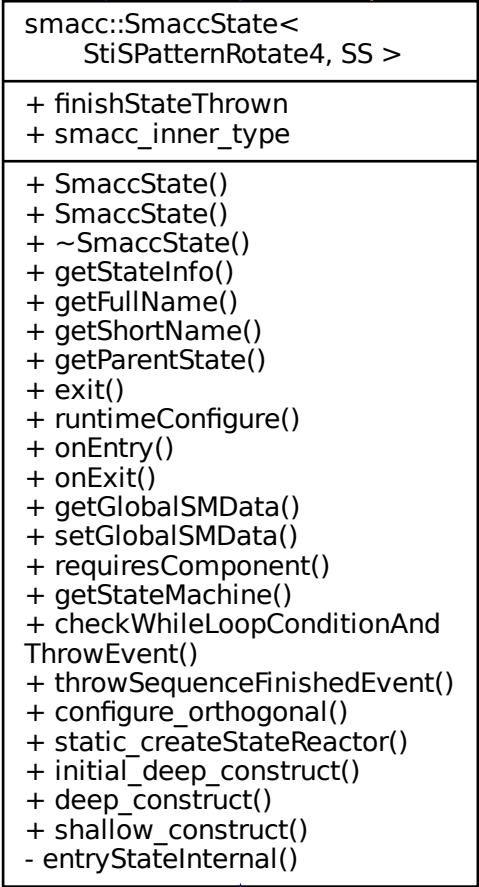 smacc::SmaccState<
StiSPatternRotate4, SS >
+ finishStateThrown
+ smacc_inner_type
+ SmaccState()
+ SmaccState()
+ ~SmaccState()
+ getStateInfo()
+ getFullName()
+ getShortName()
+ getParentState()
+ exit()
+ runtimeConfigure()
+ onEntry()
+ onExit()
+ getGlobalSMData()
+ setGlobalSMData()
+ requiresComponent()
+ getStateMachine()
+ checkWhileLoopConditionAnd
ThrowEvent()
+ throwSequenceFinishedEvent()
+ configure_orthogonal()
+ static_createStateReactor()
+ initial_deep_construct()
+ deep_construct()
+ shallow_construct()
- entryStateInternal()